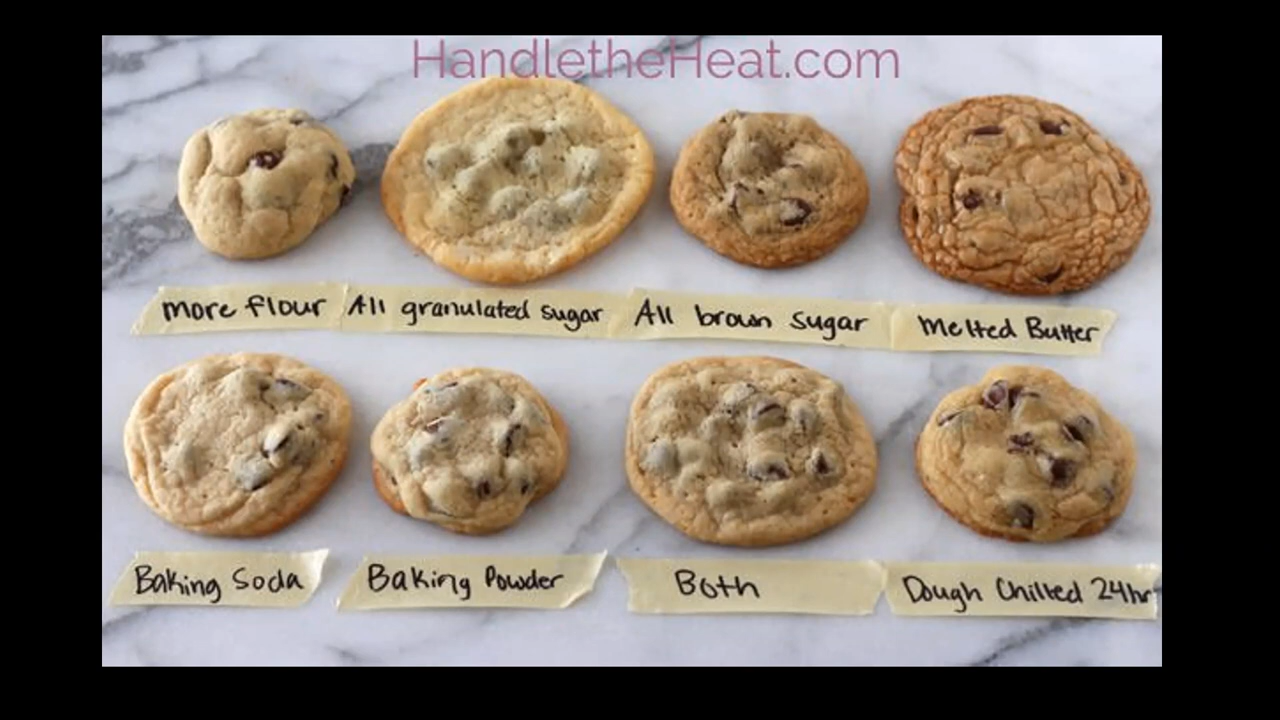 HandletheHeat.com
more flour
All granulated sugar
All brown sugar
Melted Butter
Baking Soda
Baking Powder
Both
Dough Chilled 24hr